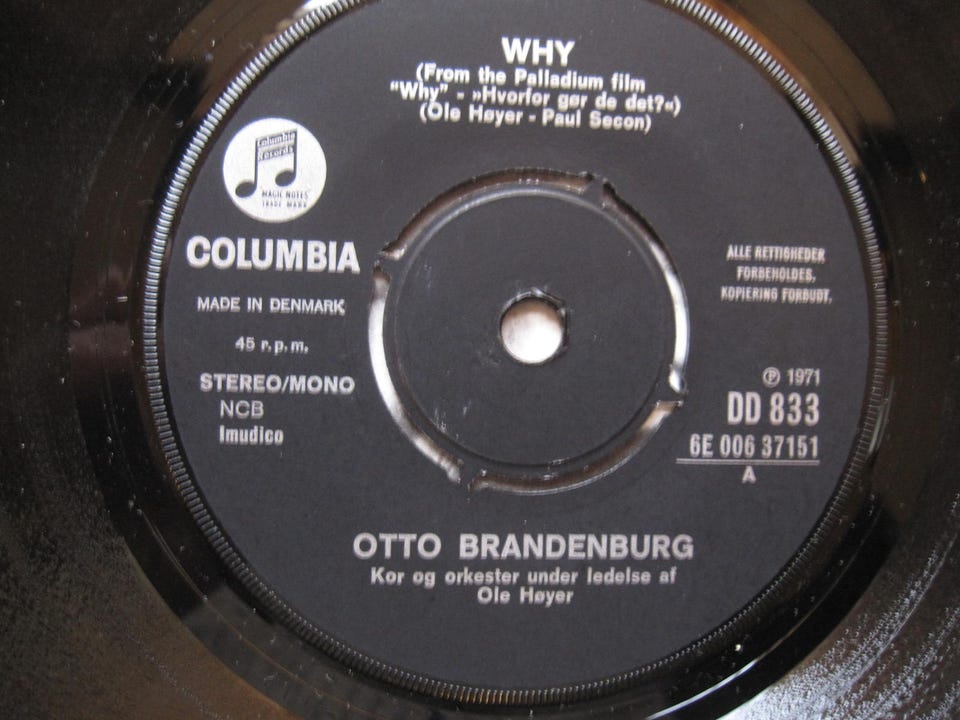 WHY
(From the Palladium film
"Why" - »Hvorfor gør de det?«)
(Ole Høyer - Paul Secon)
Columbia
Records
"MAGIC NOTES"
TRADE MARK
COLUMBIA
MADE IN DENMARK
45 r.p.m.
STEREO/MONO
NCB
Imudico
ALLE RETTIGHEDER
FORBEHOLDES.
KOPIERING FORBUDT.
℗ 1971
DD 833
6E 006 37151
A
OTTO BRANDENBURG
Kor og orkester under ledelse af
Ole Høyer